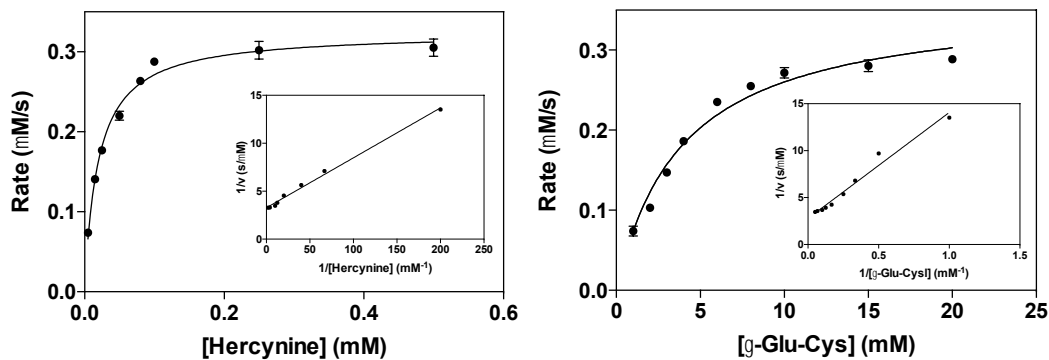 0.3
0.2
0.1
0.0
Rate (mM/s)
0.0 0.2 0.4 0.6
[Hercynine] (mM)
15
10
5
0
1/v (s/mM)
0 50 100 150 200 250
1/[Hercynine] (mM⁻¹)
0.3
0.2
0.1
0.0
Rate (mM/s)
0 5 10 15 20 25
[g-Glu-Cys] (mM)
15
10
5
0
1/v (s/mM)
0.0 0.5 1.0 1.5
1/[g-Glu-Cysl] (mM⁻¹)